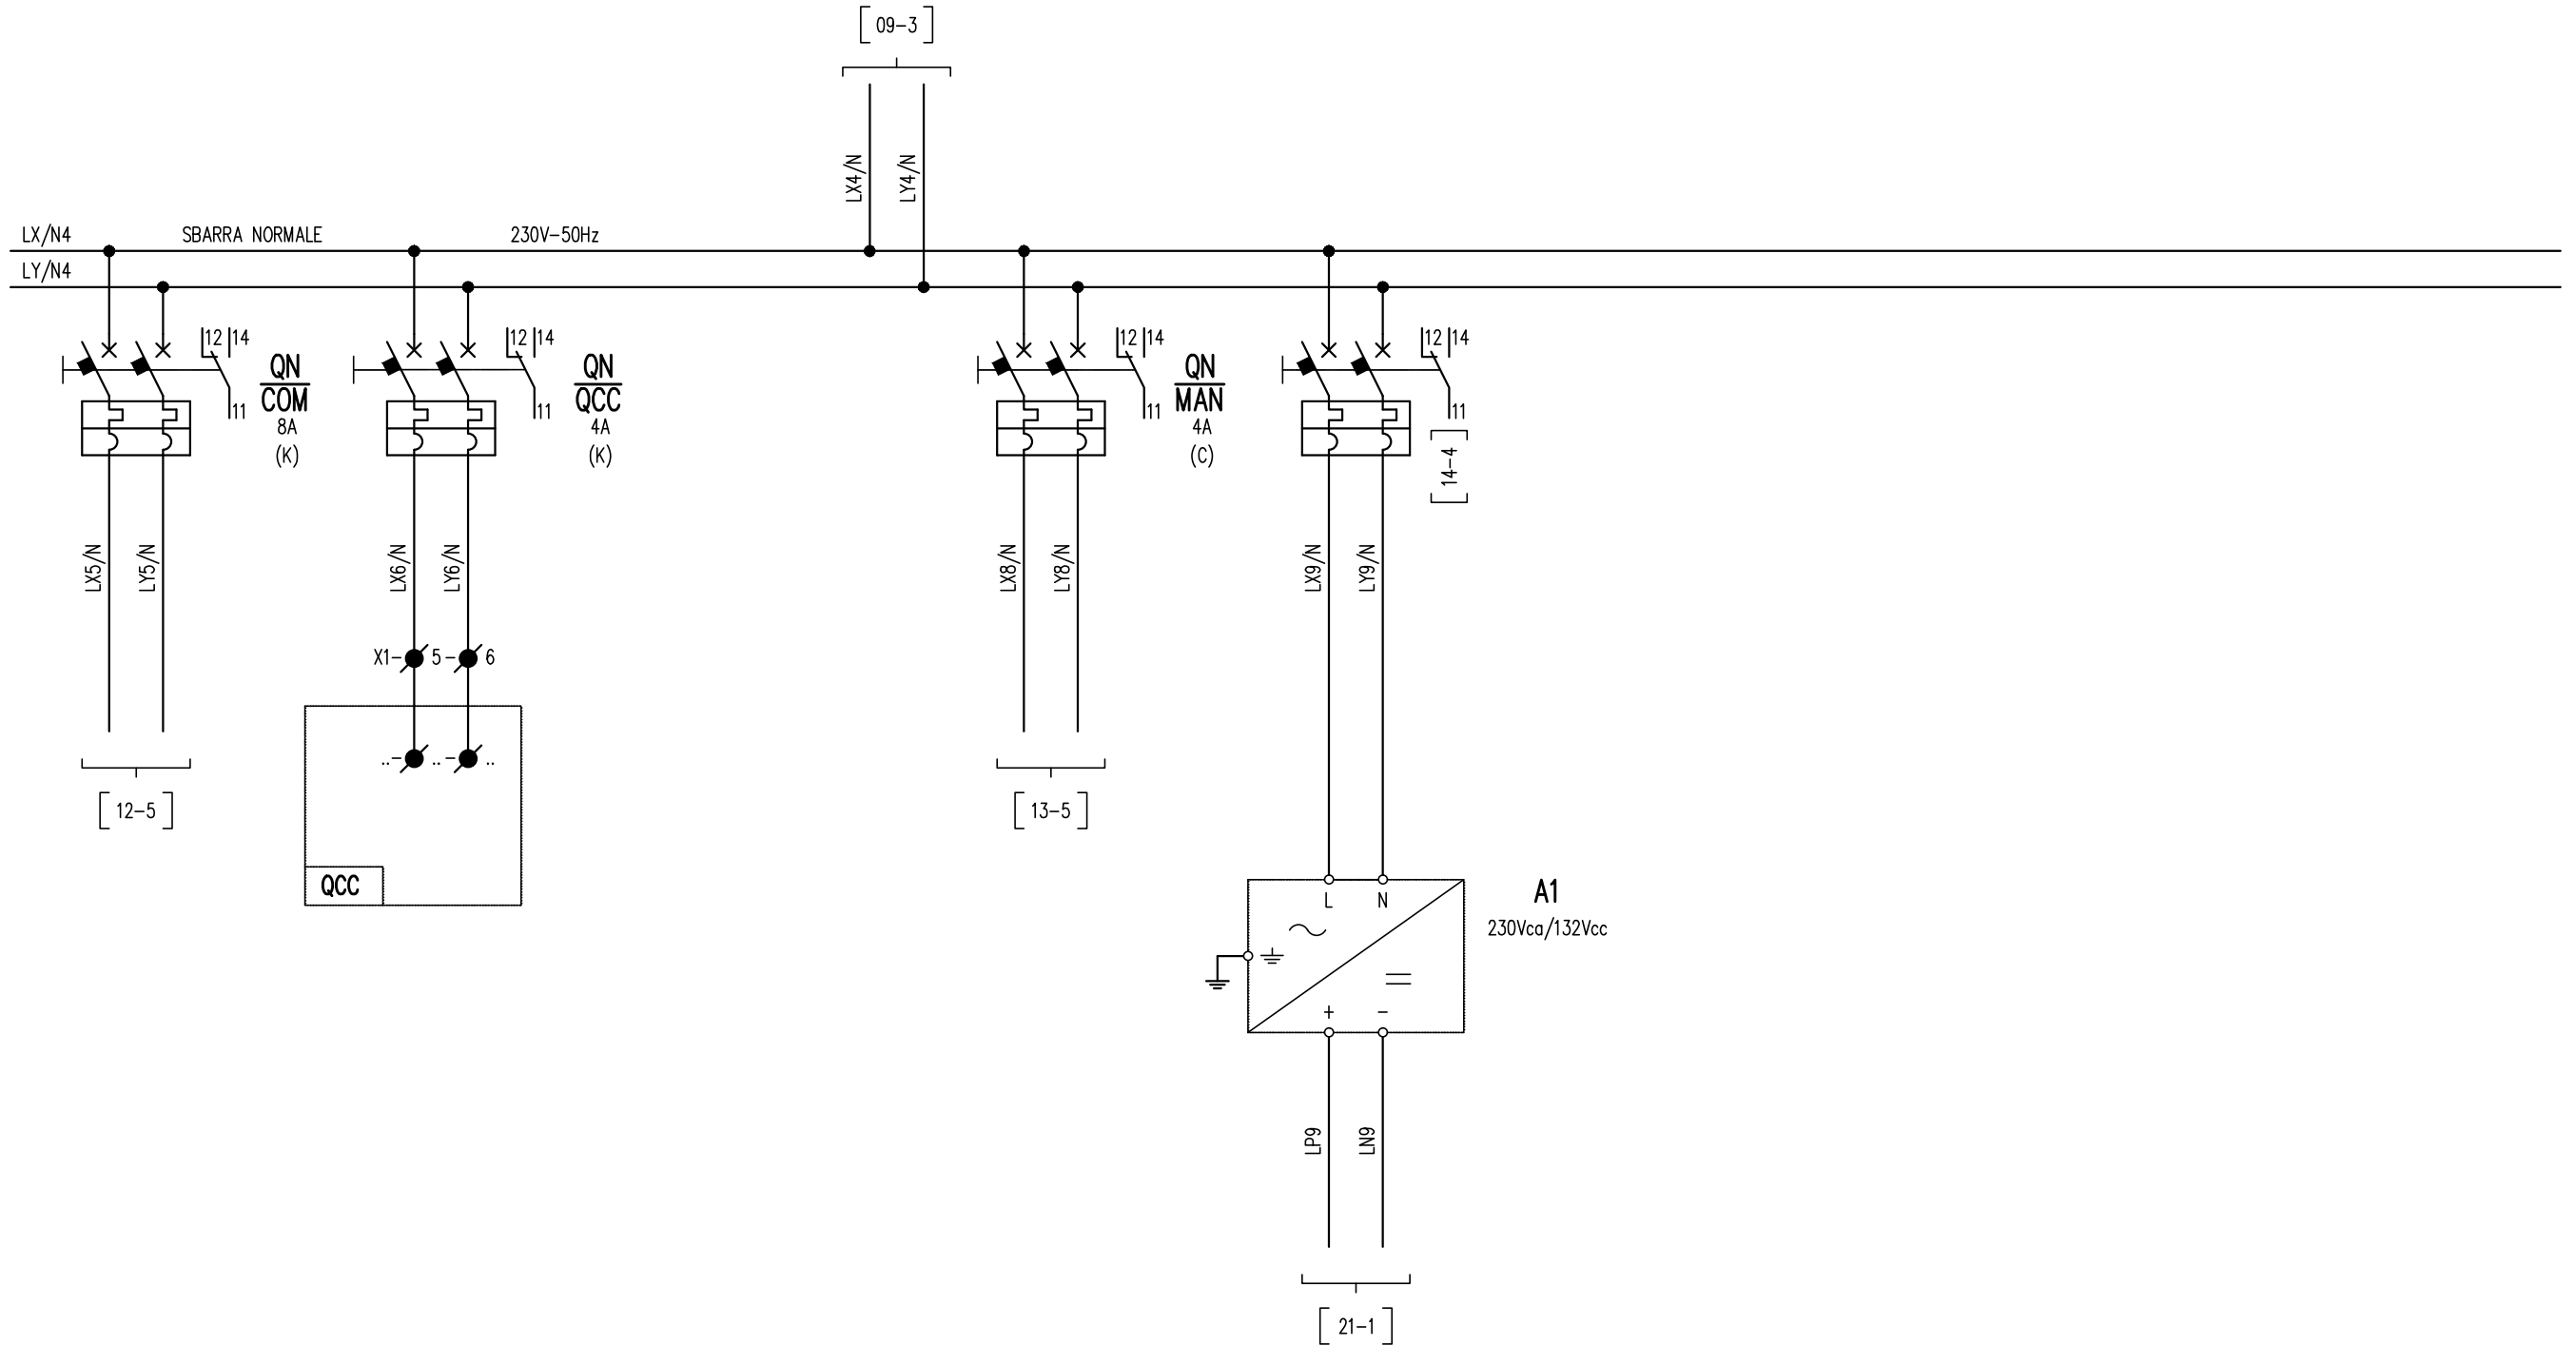 09-3
LX4/N
LY4/N
LX/N4
SBARRA NORMALE
230V-50Hz
LY/N4
12 14
11
QN
COM
8A
(K)
12 14
11
QN
QCC
4A
(K)
12 14
11
QN
MAN
4A
(C)
12 14
11
14-4
LX5/N
LY5/N
LX6/N
LY6/N
LX8/N
LY8/N
LX9/N
LY9/N
X1- 5 - 6
..- .. - ..
12-5
QCC
13-5
L N
A1
230Vca/132Vcc
+ -
LP9
LN9
21-1